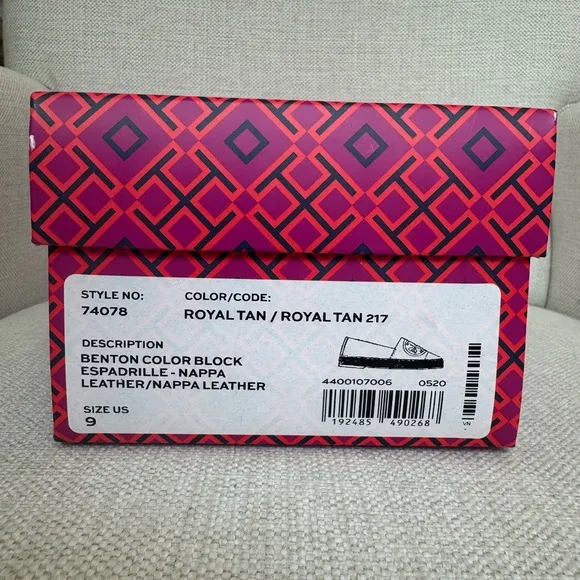 STYLE NO:
74078
COLOR/CODE:
ROYAL TAN / ROYAL TAN 217
DESCRIPTION
BENTON COLOR BLOCK
ESPADRILLE - NAPPA
LEATHER/NAPPA LEATHER
SIZE US
9
4400107006 0520
192485 490268
VN